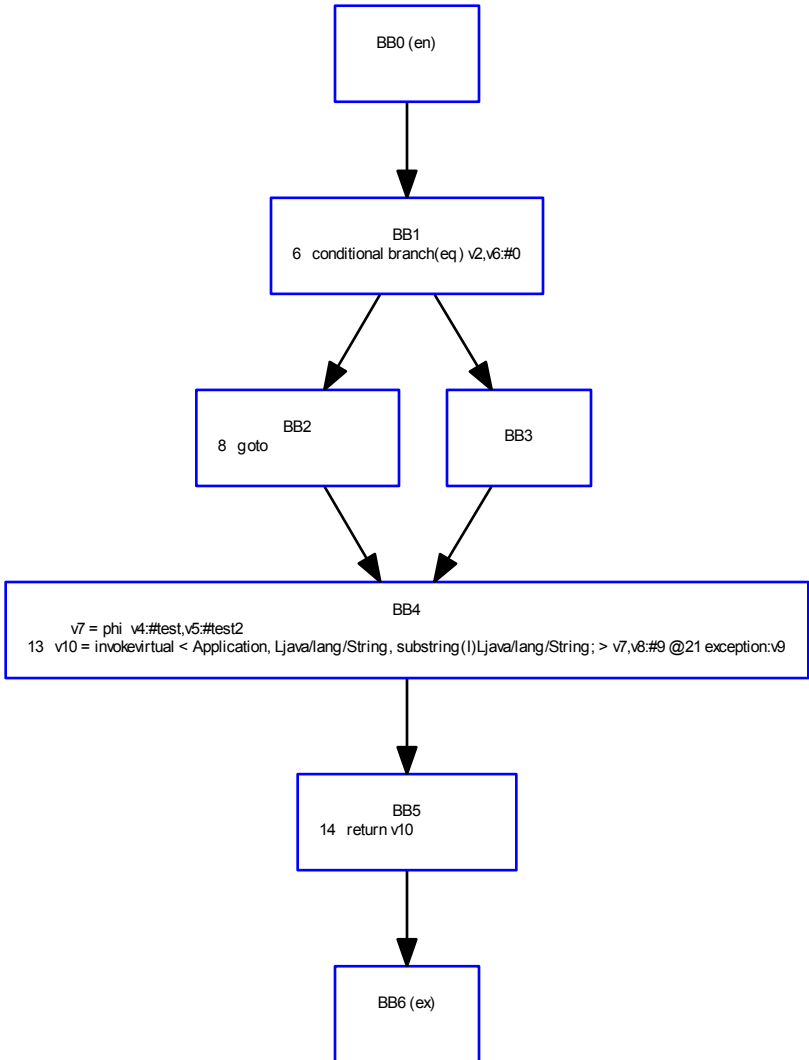 BB0 (en)
BB1
6 conditional branch(eq) v2,v6:#0
BB2
8 goto
BB3
BB4
v7 = phi v4:#test,v5:#test2
13 v10 = invokevirtual < Application, Ljava/lang/String, substring(I)Ljava/lang/String; > v7,v8:#9 @21 exception:v9
BB5
14 return v10
BB6 (ex)